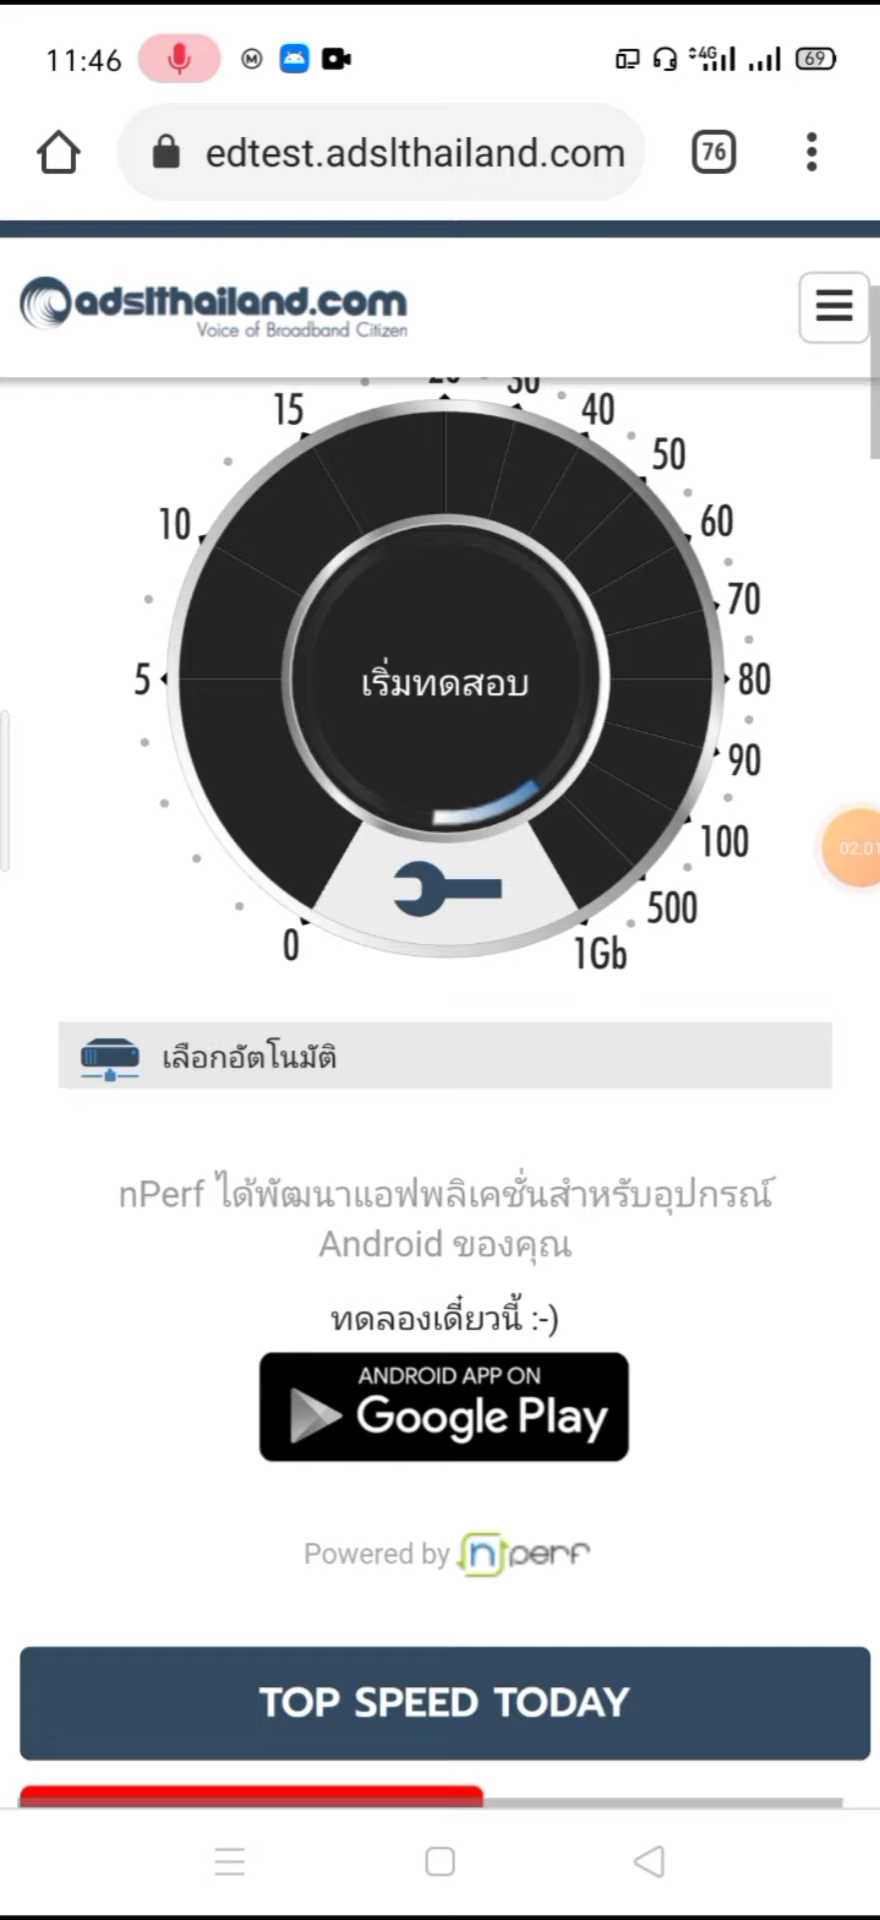 11:46
M
4G
69
edtest.adslthailand.com
76
adslthailand.com
Voice of Broadband Citizen
15
30
40
50
10
60
70
5
80
90
100
500
0
1Gb
เริ่มทดสอบ
02:01
เลือกอัตโนมัติ
nPerf ได้พัฒนาแอฟพลิเคชั่นสำหรับอุปกรณ์
Android ของคุณ
ทดลองเดี๋ยวนี้ :-)
ANDROID APP ON
Google Play
Powered by nperf
TOP SPEED TODAY